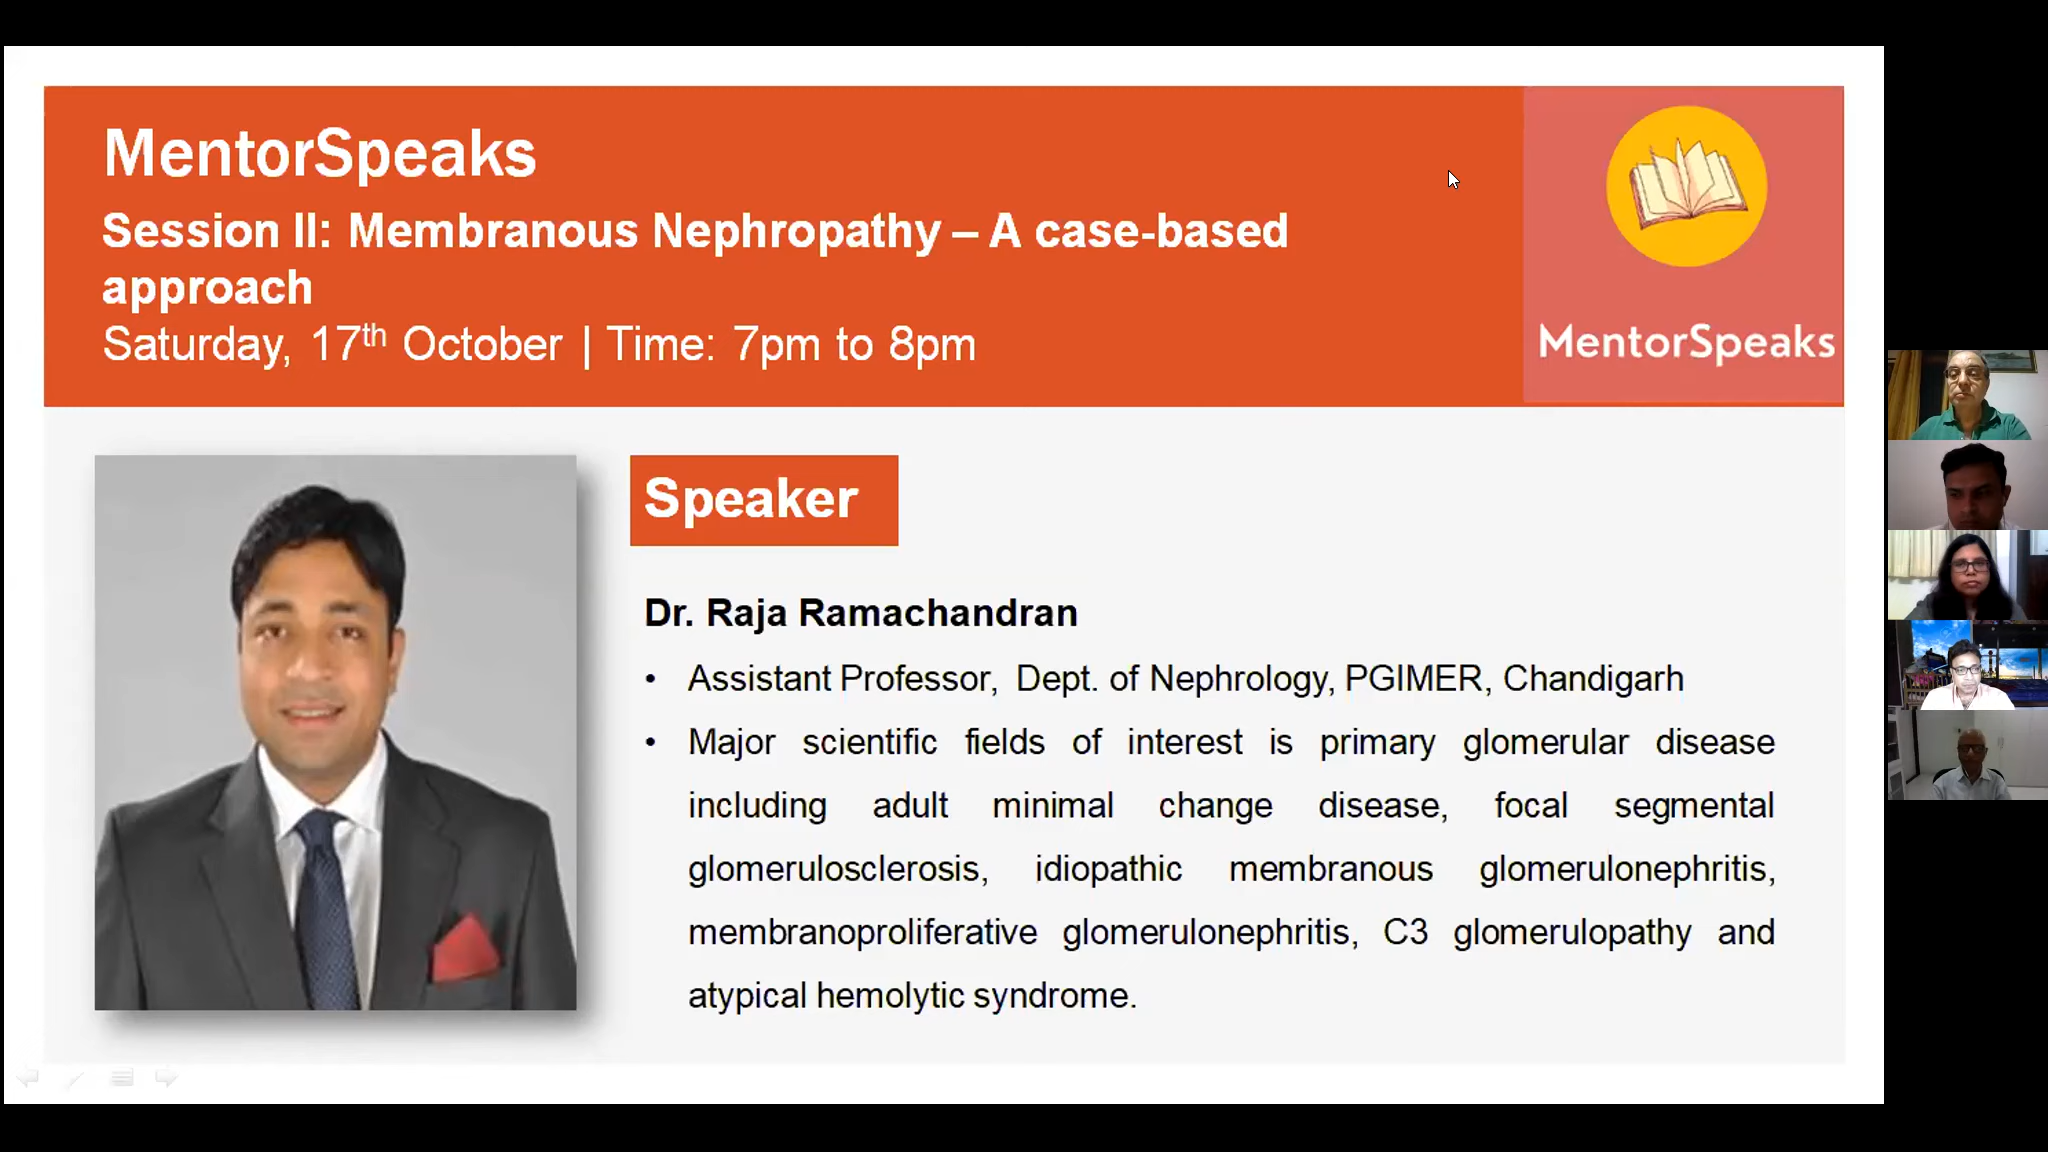 MentorSpeaks
Session II: Membranous Nephropathy – A case-based
approach
Saturday, 17th October | Time: 7pm to 8pm
MentorSpeaks
Speaker
Dr. Raja Ramachandran
• Assistant Professor, Dept. of Nephrology, PGIMER, Chandigarh
• Major scientific fields of interest is primary glomerular disease
including adult minimal change disease, focal segmental
glomerulosclerosis, idiopathic membranous glomerulonephritis,
membranoproliferative glomerulonephritis, C3 glomerulopathy and
atypical hemolytic syndrome.